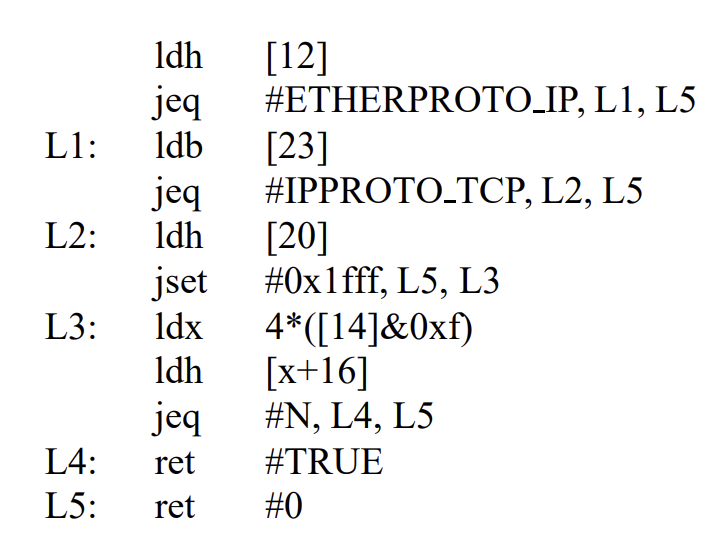 ldh [12]
jeq #ETHERPROTO_IP, L1, L5
L1: ldb [23]
jeq #IPPROTO_TCP, L2, L5
L2: ldh [20]
jset #0x1fff, L5, L3
L3: ldx 4*([14]&0xf)
ldh [x+16]
jeq #N, L4, L5
L4: ret #TRUE
L5: ret #0